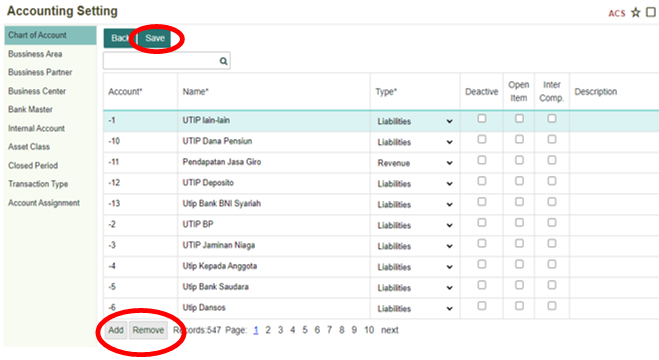 Accounting Setting
ACS
Chart of Account
Bussiness Area
Bussiness Partner
Business Center
Bank Master
Internal Account
Asset Class
Closed Period
Transaction Type
Account Assignment
Back Save
Account* Name* Type* Deactive Open Item Inter Comp. Description
-1 UTIP lain-lain Liabilities
-10 UTIP Dana Pensiun Liabilities
-11 Pendapatan Jasa Giro Revenue
-12 UTIP Deposito Liabilities
-13 Utip Bank BNI Syariah Liabilities
-2 UTIP BP Liabilities
-3 UTIP Jaminan Niaga Liabilities
-4 Utip Kepada Anggota Liabilities
-5 Utip Bank Saudara Liabilities
-6 Utip Dansos Liabilities
Add Remove Records:547 Page: 1 2 3 4 5 6 7 8 9 10 next